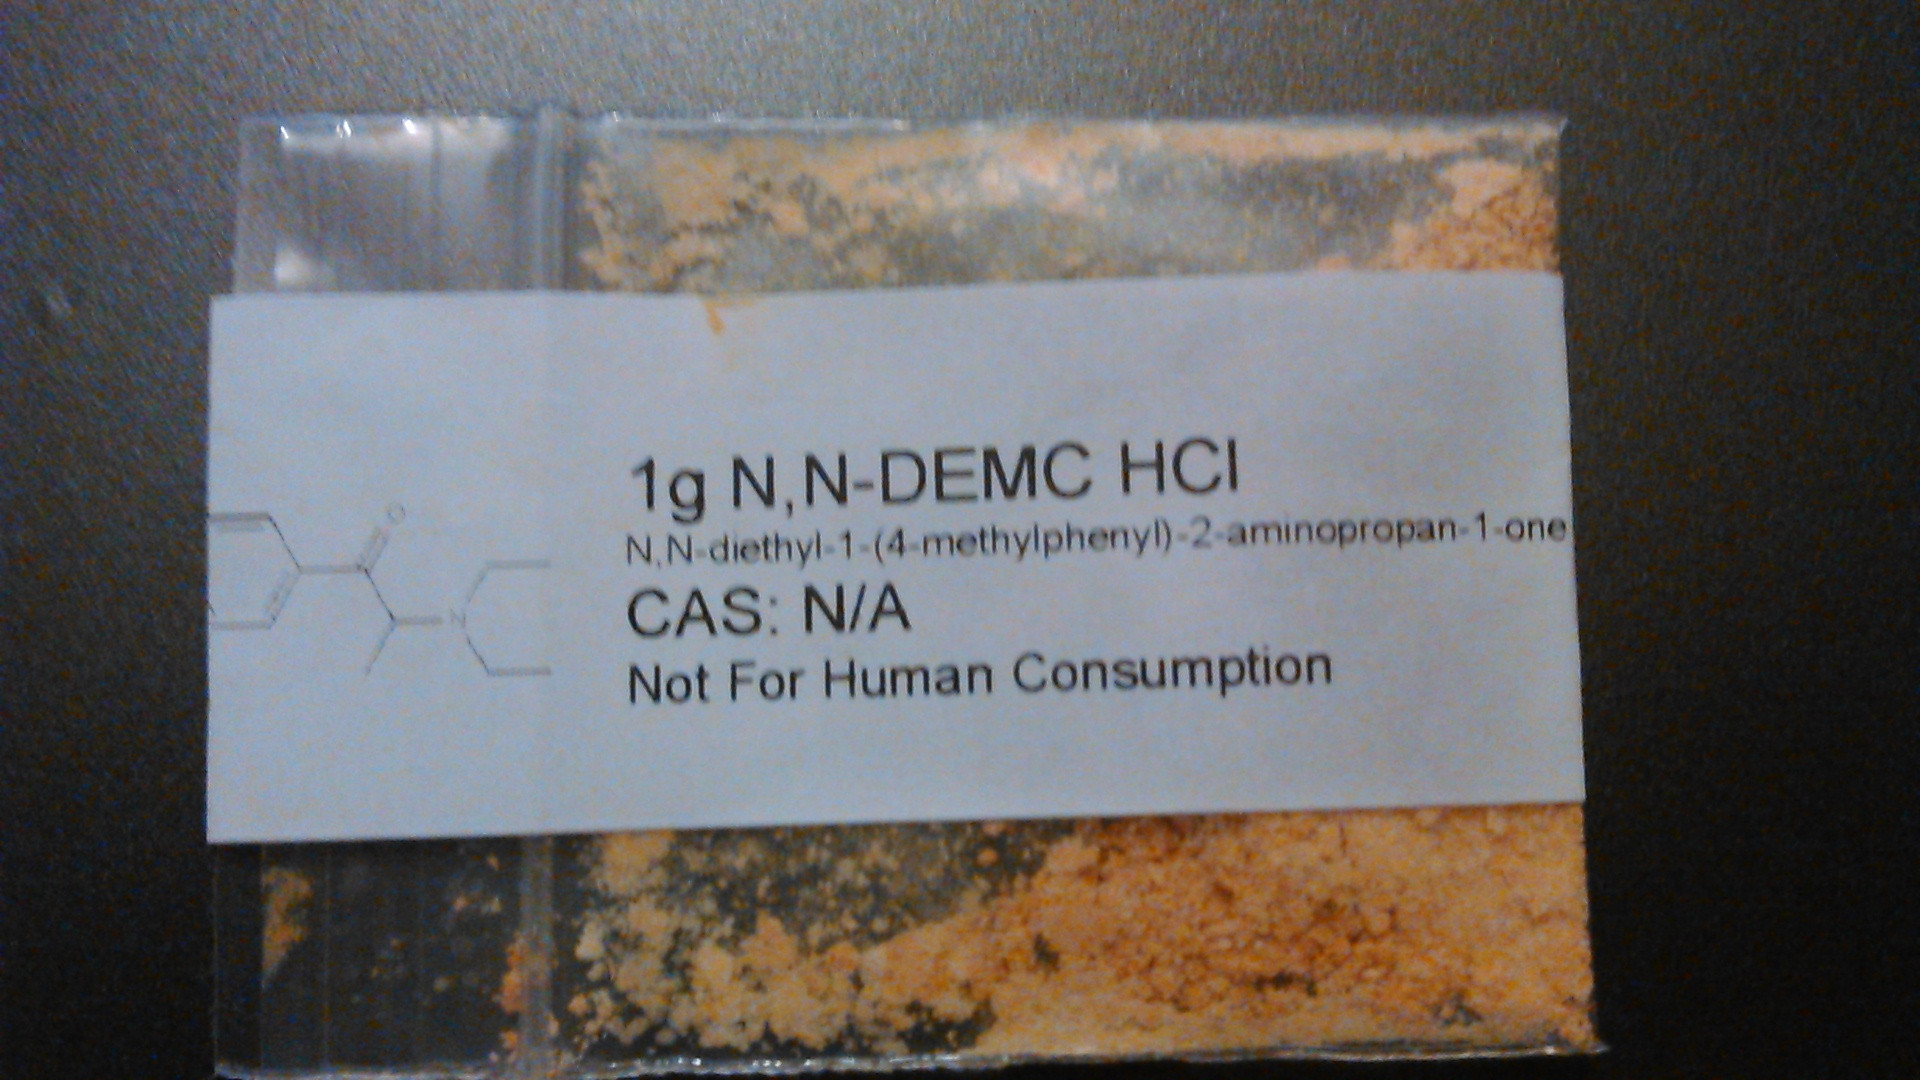 1g N,N-DEMC HCl
N,N-diethyl-1-(4-methylphenyl)-2-aminopropan-1-one
CAS: N/A
Not For Human Consumption
O
N